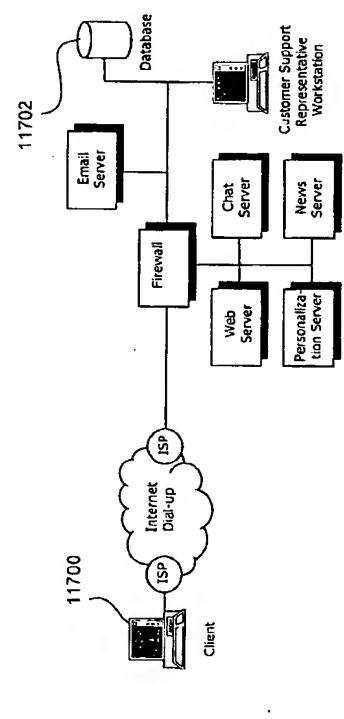 11700
Client
ISP
Internet
Dial-up
ISP
Firewall
Email
Server
11702
Database
Customer Support
Representative
Workstation
Web
Server
Chat
Server
Personaliza-
tion Server
News
Server